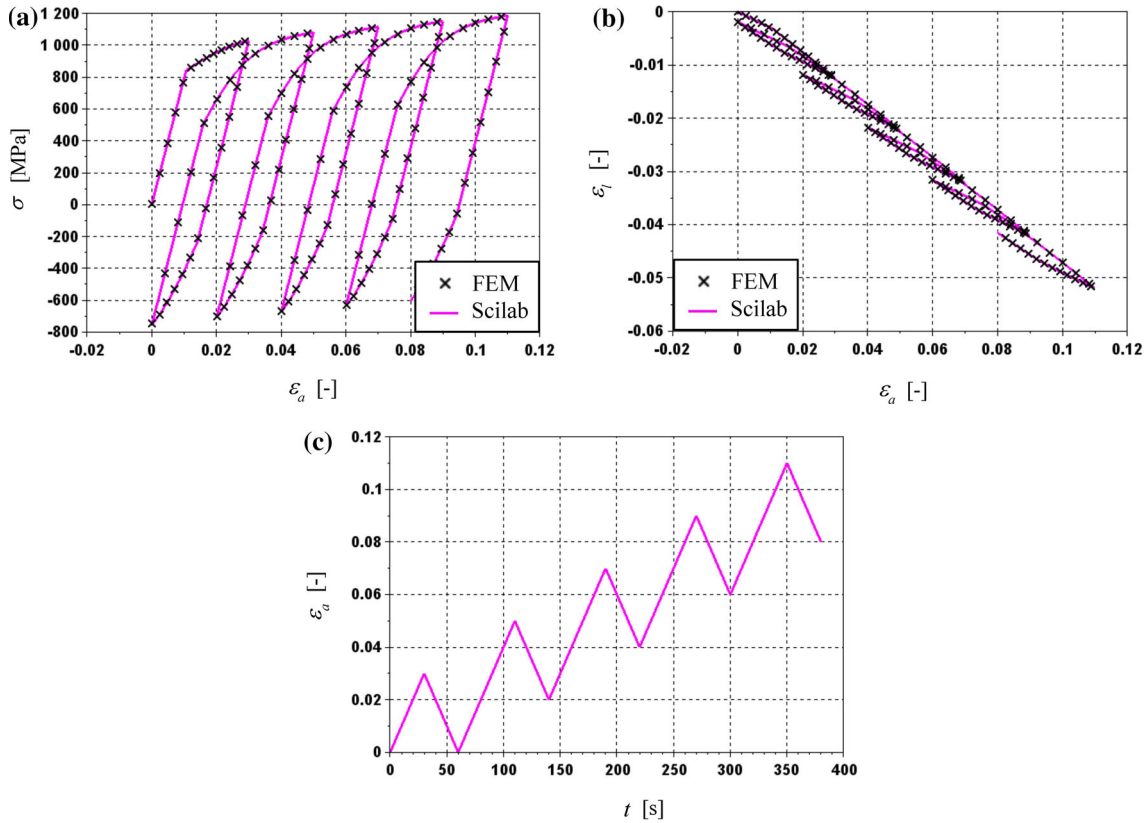 (a)
1 200
1 000
800
600
400
200
0
-200
-400
-600
-800
σ [MPa]
-0.02 0 0.02 0.04 0.06 0.08 0.1 0.12
εa [-]
FEM
Scilab
(b)
0
-0.01
-0.02
-0.03
-0.04
-0.05
-0.06
εl [-]
0 0.02 0.04 0.06 0.08 0.1 0.12
-0.02
εa [-]
FEM
Scilab
(c)
0.12
0.1
0.08
0.06
0.04
0.02
0
εa [-]
0 50 100 150 200 250 300 350 400
t [s]